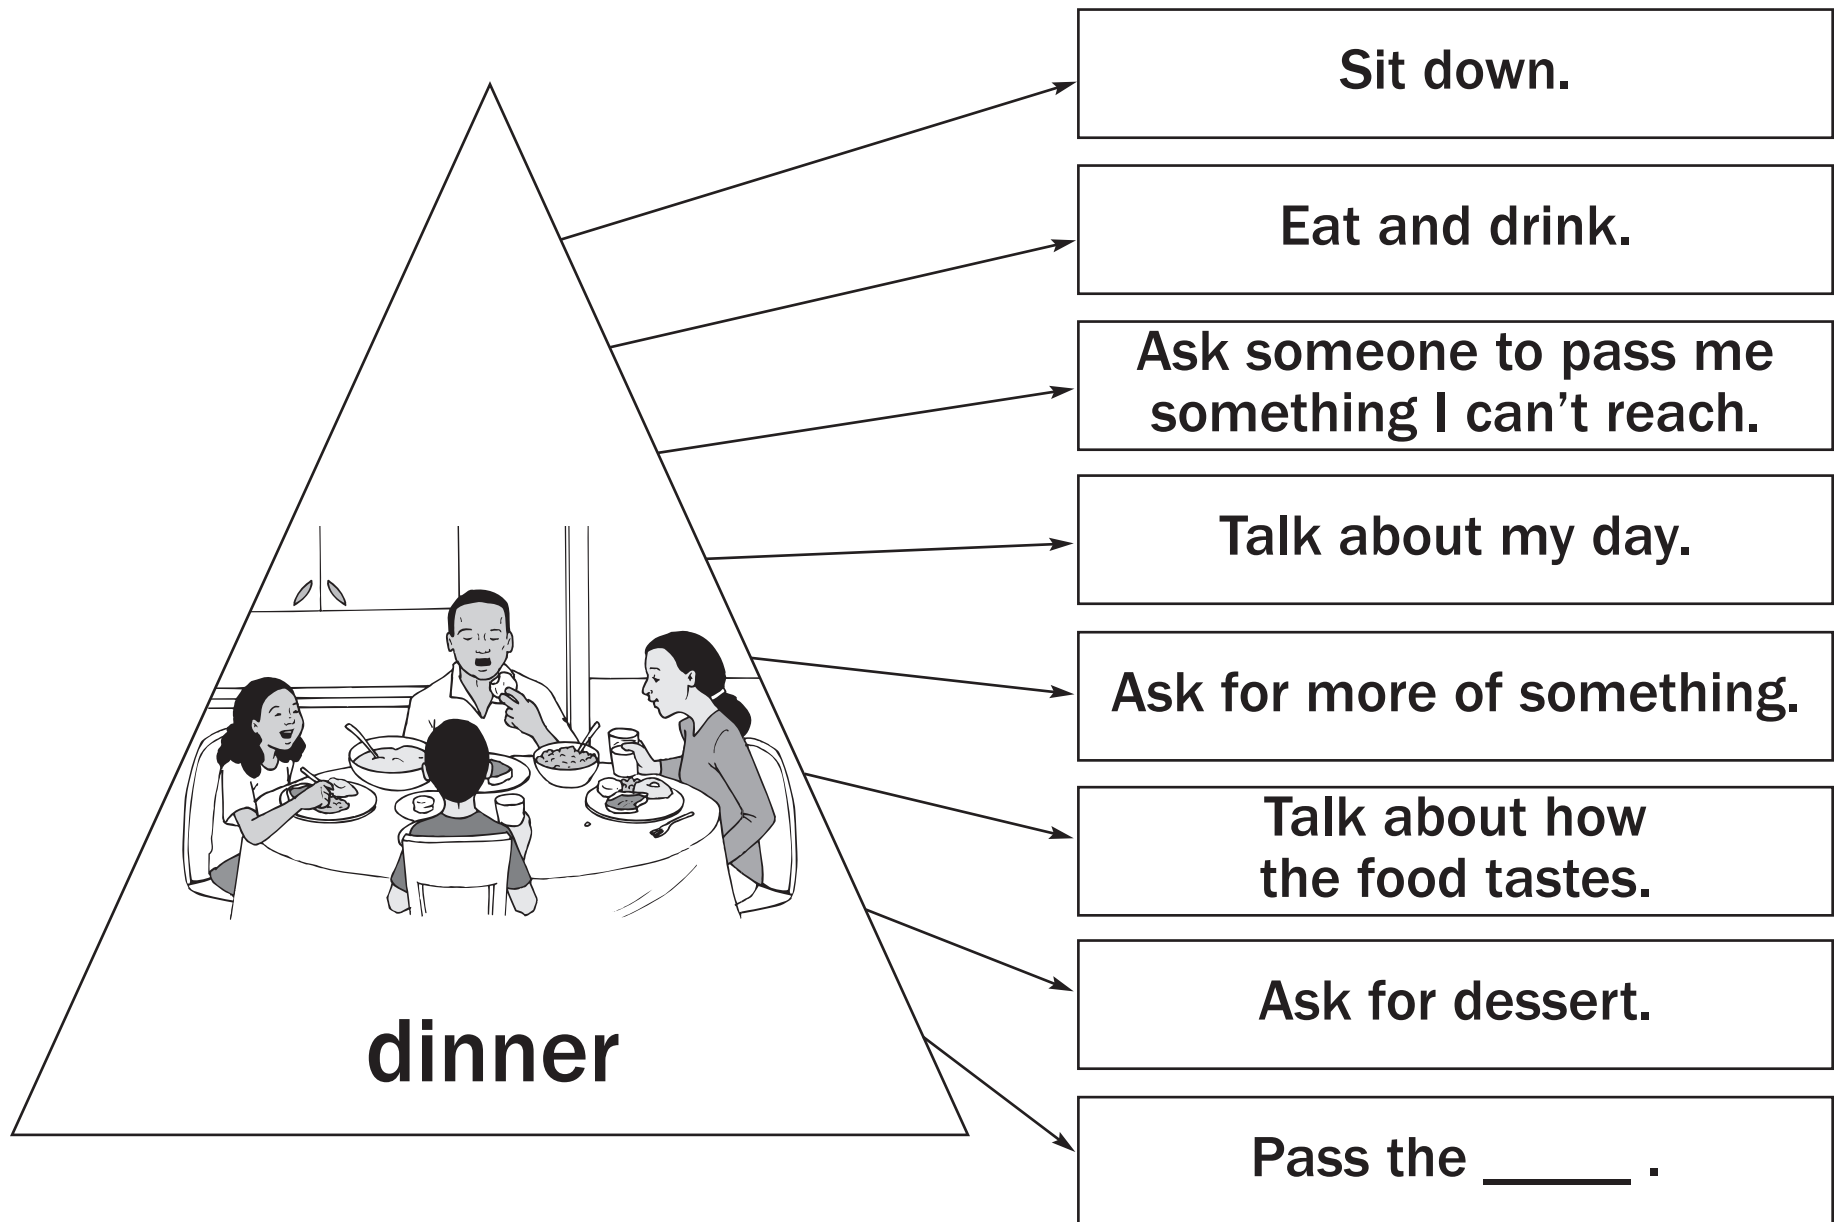 Sit down.
Eat and drink.
Ask someone to pass me
something I can’t reach.
Talk about my day.
Ask for more of something.
Talk about how
the food tastes.
Ask for dessert.
Pass the _____ .
dinner